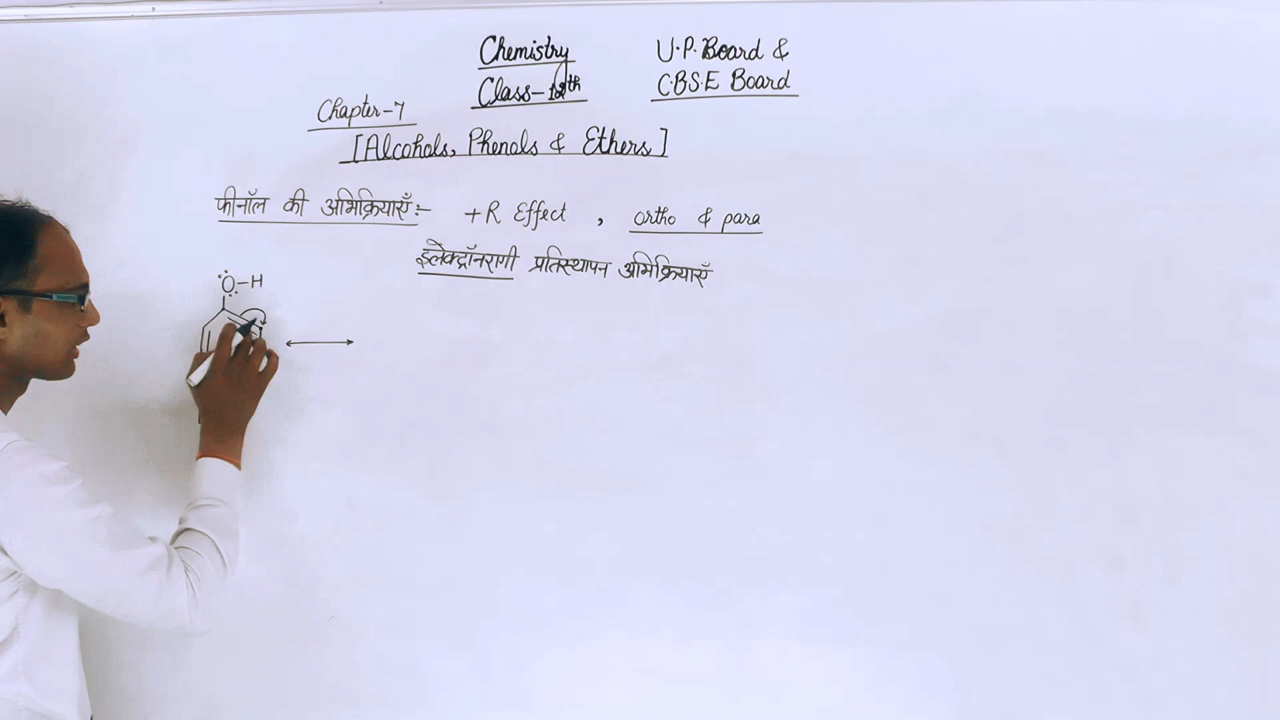 Chemistry
Class-12th
U.P. Board &
C.B.S.E Board
Chapter-7
[Alcohols, Phenols & Ethers]
फीनॉल की अभिक्रियाएँ:- +R Effect , ortho & para
इलेक्ट्रॉनरागी प्रतिस्थापन अभिक्रियाएँ
:Ö-H